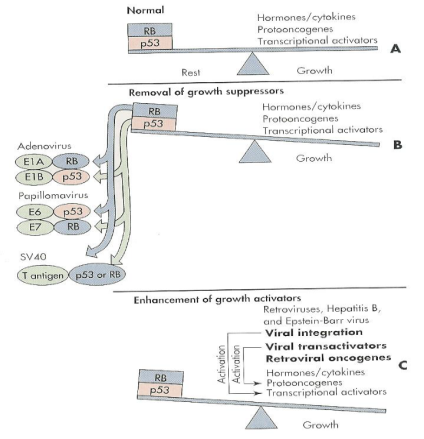 Normal
RB
p53
Hormones/cytokines
Protooncogenes
Transcriptional activators
A
Rest
Growth
Removal of growth suppressors
RB
p53
Hormones/cytokines
Protooncogenes
Transcriptional activators
B
Growth
Adenovirus
E1A RB
E1B p53
Papillomavirus
E6 p53
E7 RB
SV40
T antigen p53 or RB
Enhancement of growth activators
Retroviruses, Hepatitis B,
and Epstein-Barr virus
Viral integration
Viral transactivators
Retroviral oncogenes
C
Activation
Activation
Hormones/cytokines
Protooncogenes
Transcriptional activators
RB
p53
Growth